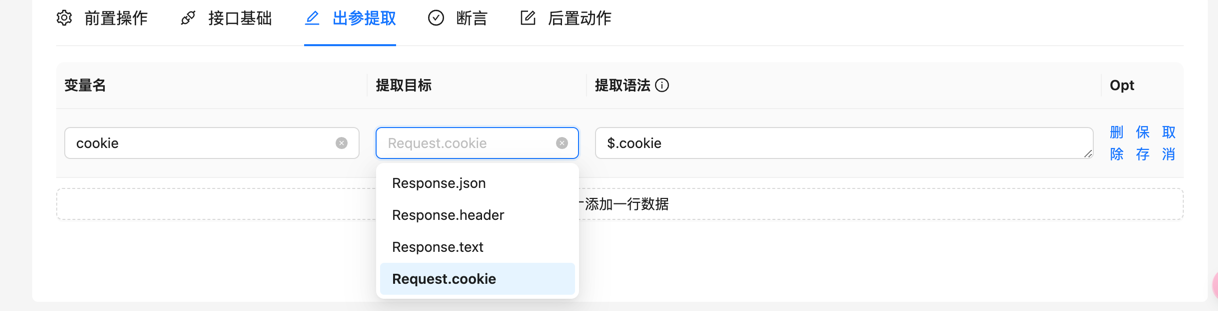 前置操作 接口基础 出参提取 断言 后置动作
变量名 提取目标 提取语法 Opt
cookie Request.cookie $.cookie 删除 保存 取消
添加一行数据
Response.json
Response.header
Response.text
Request.cookie